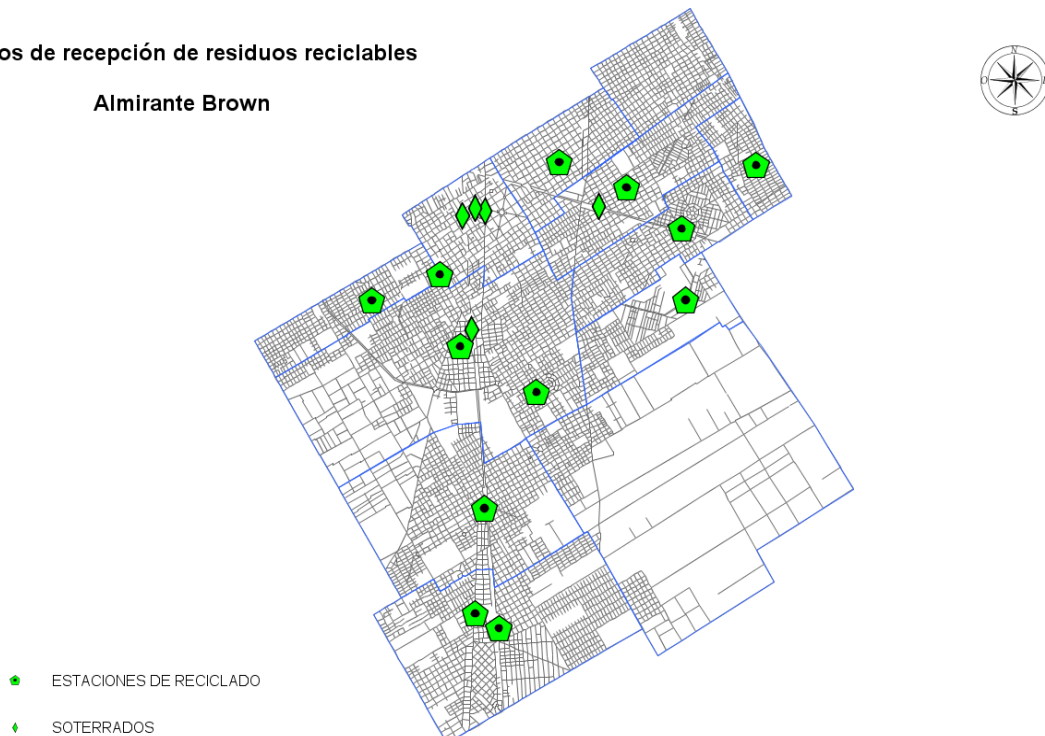 os de recepción de residuos reciclables
Almirante Brown
N
O
S
ESTACIONES DE RECICLADO
SOTERRADOS